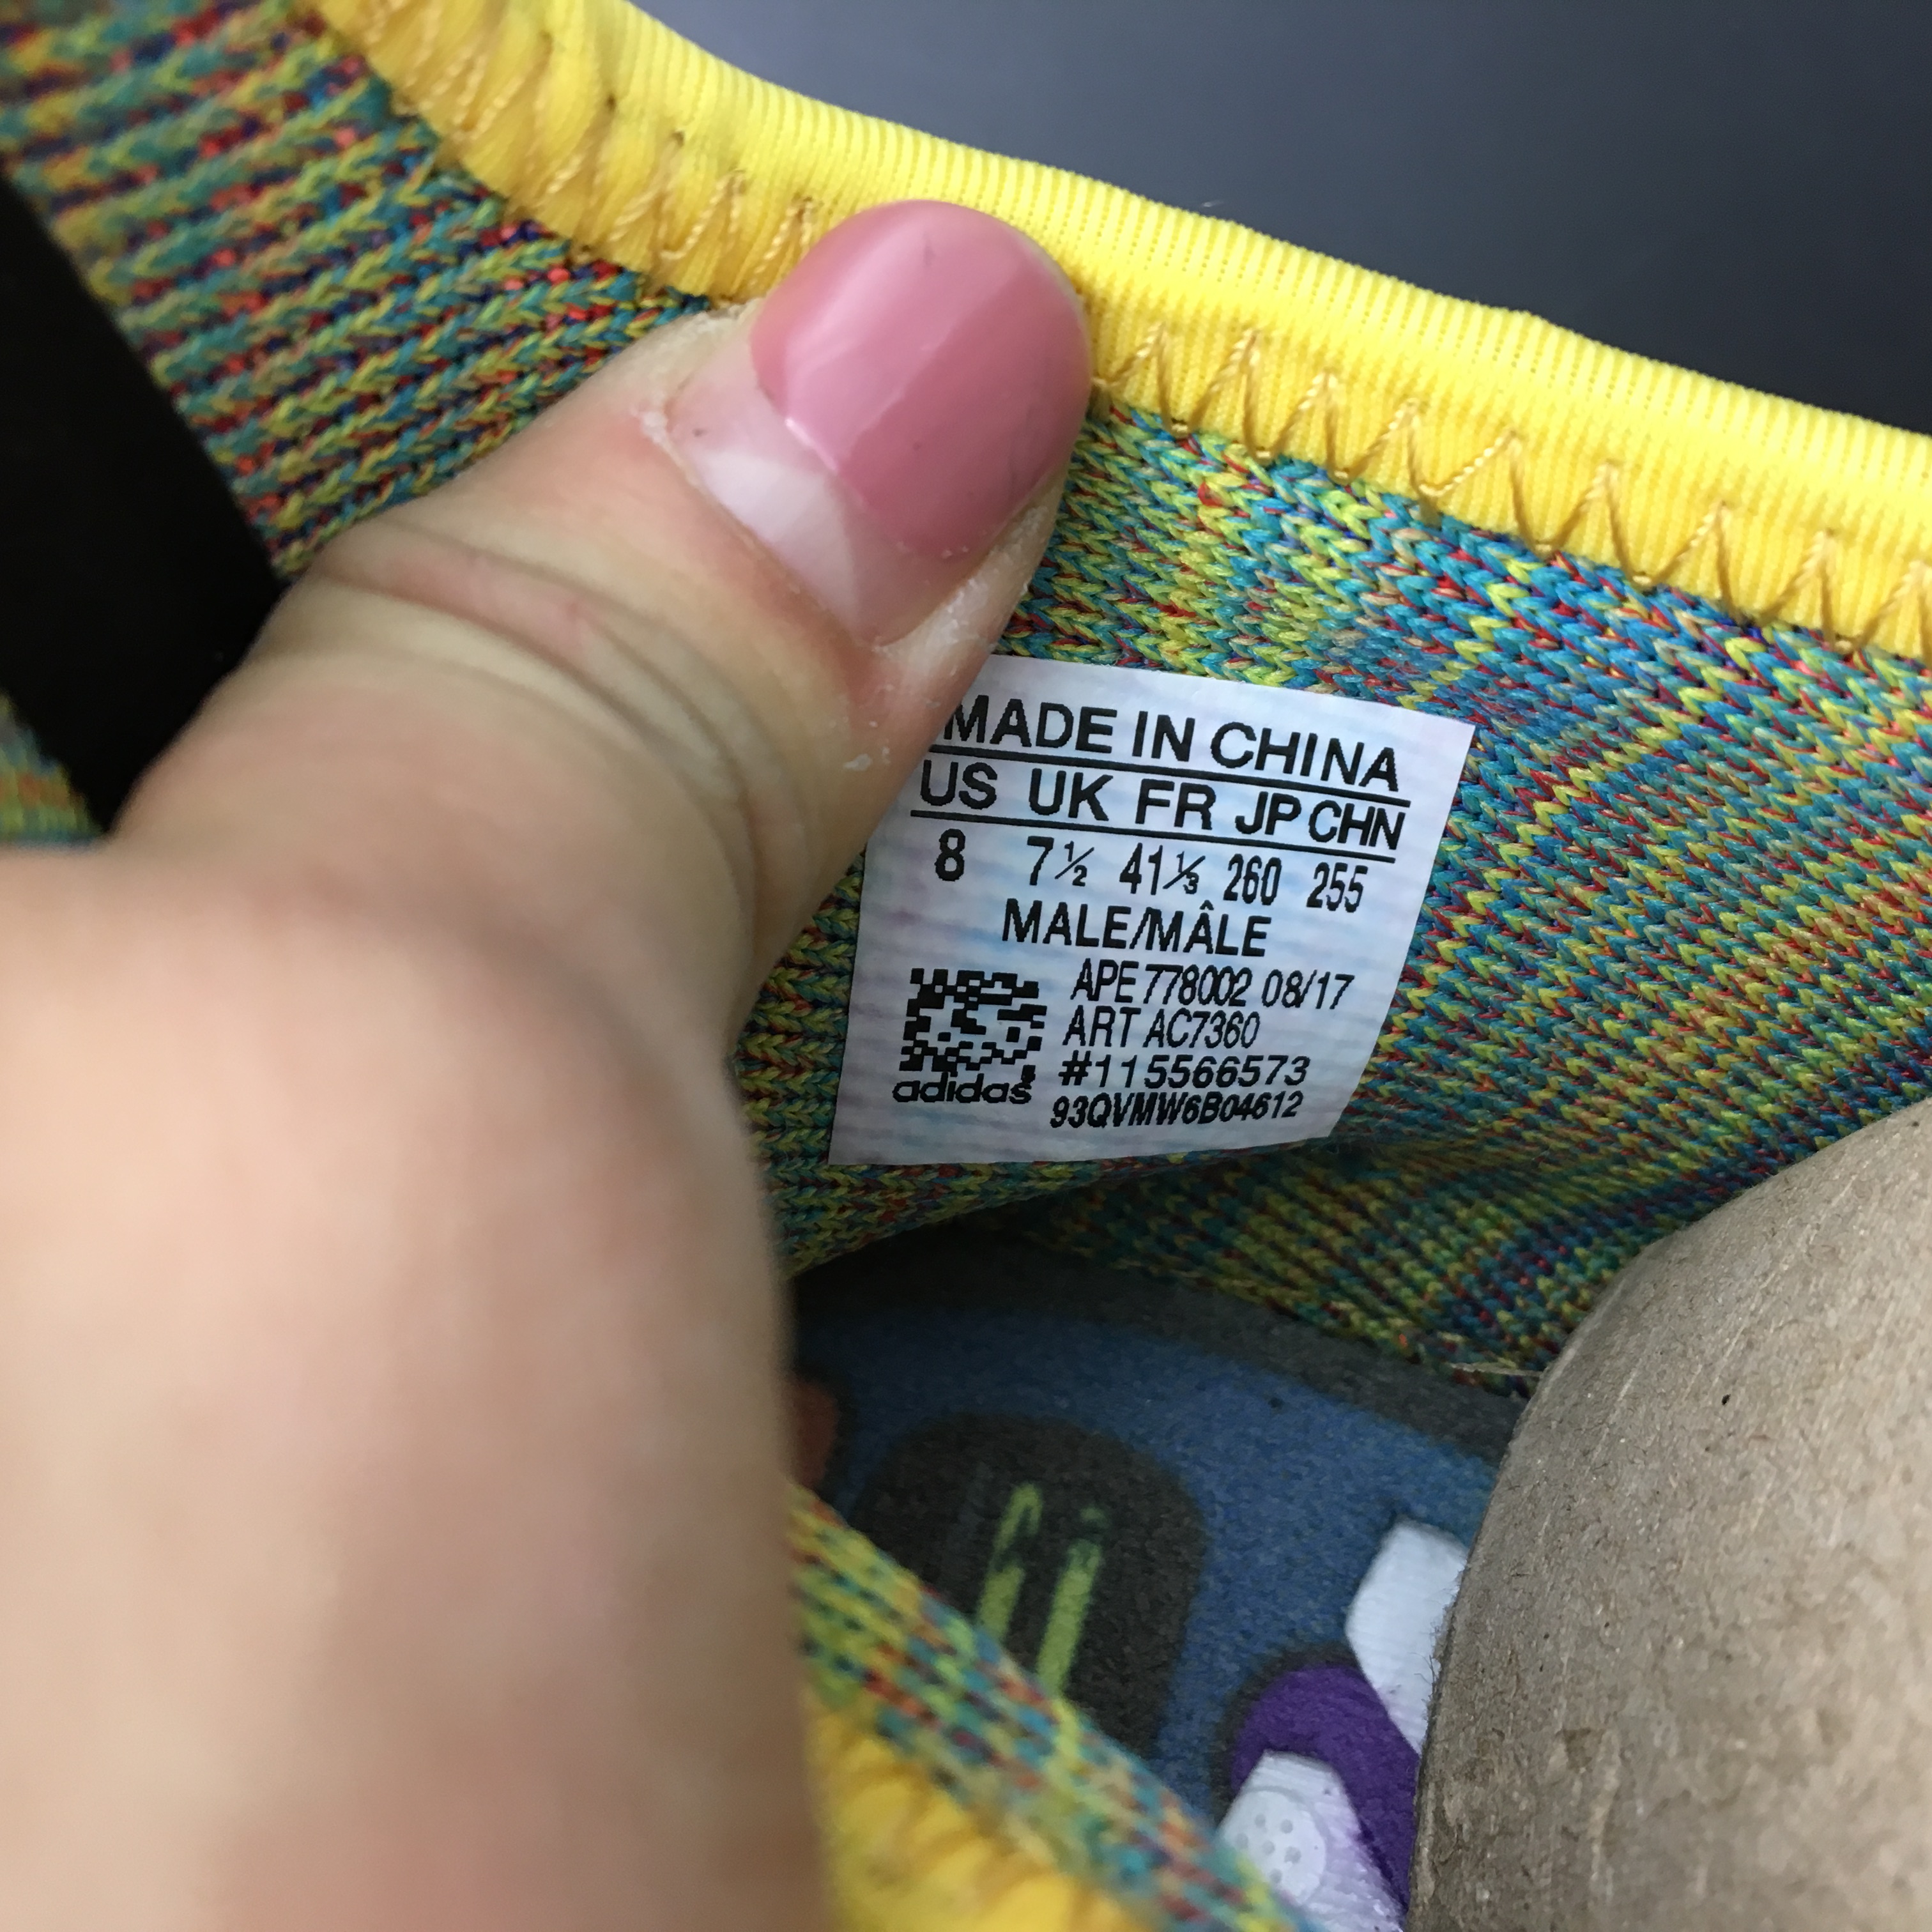 MADE IN CHINA
US UK FR JP CHN
8 7½ 41⅓ 260 255
MALE/MÂLE
APE 778002 08/17
ART AC7360
#115566573
93QVMW6B04612
adidas